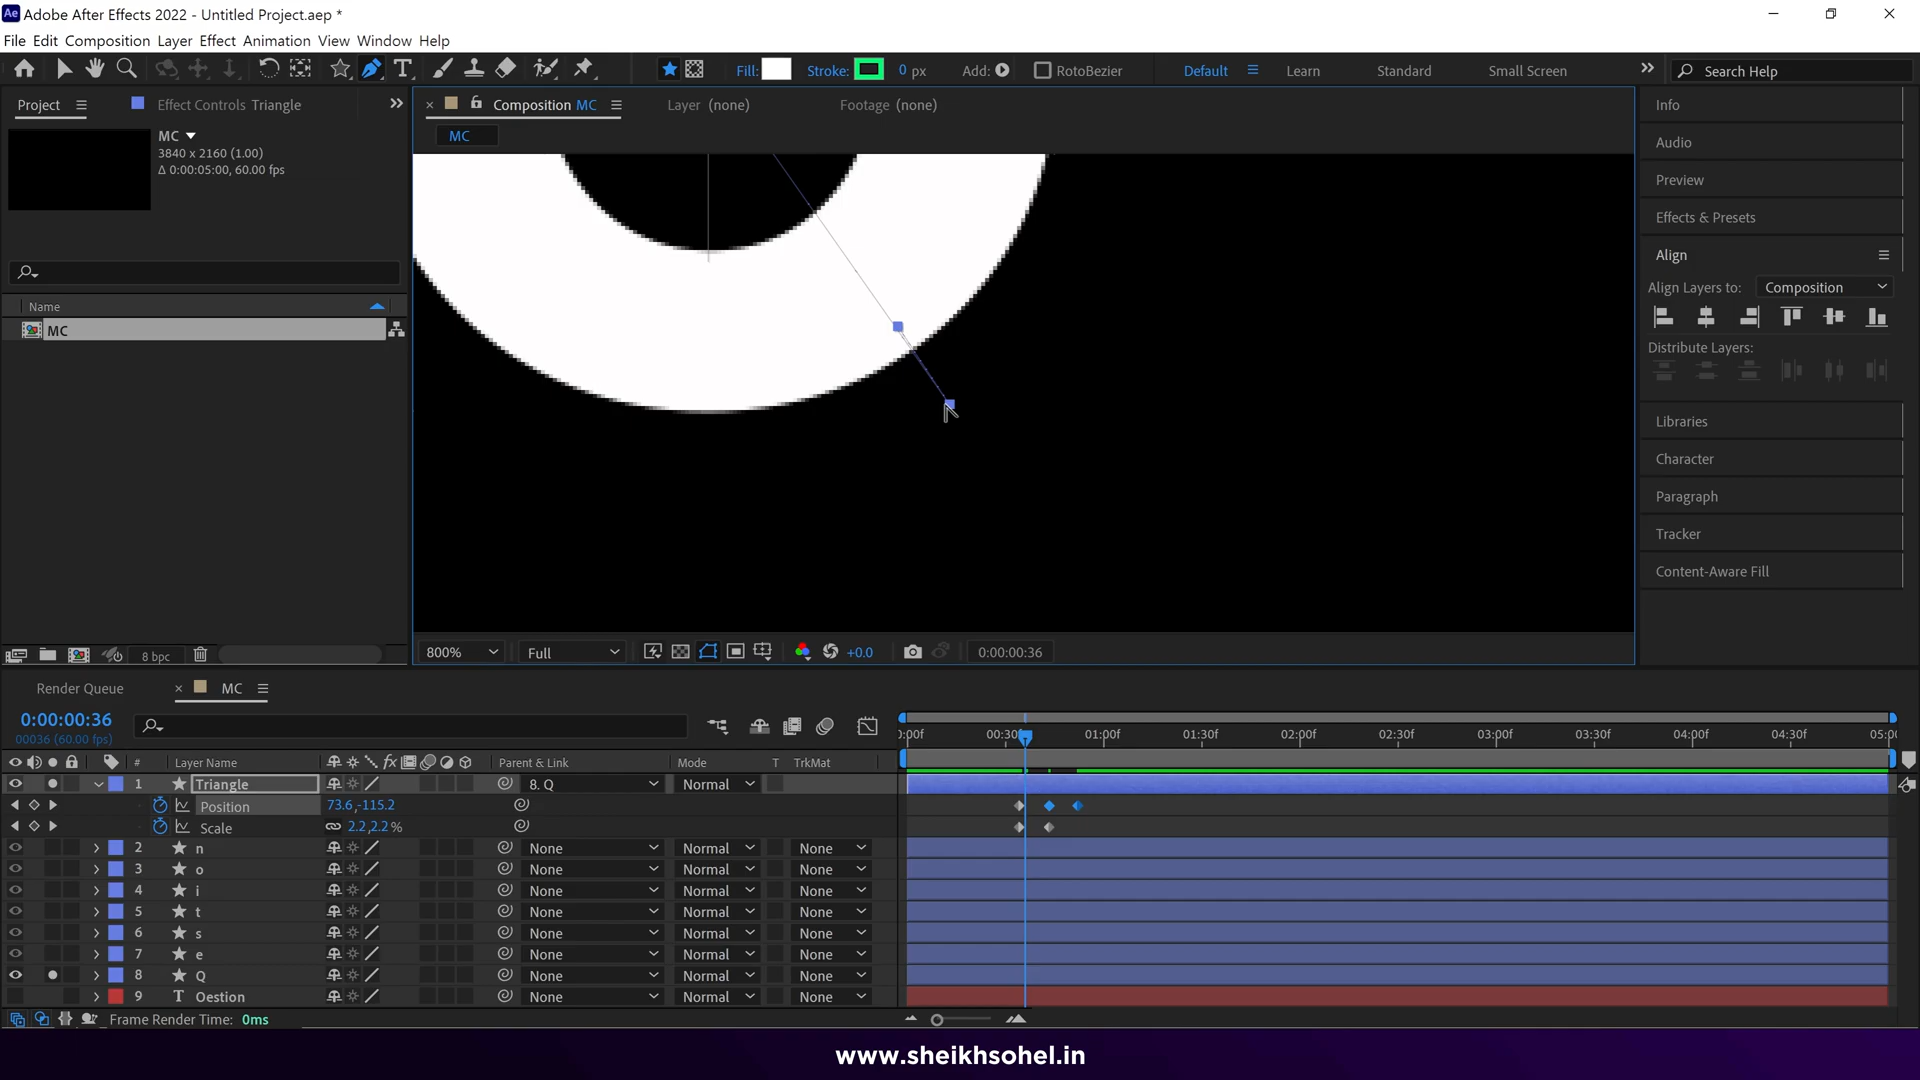 Adobe After Effects 2022 - Untitled Project.aep *
File Edit Composition Layer Effect Animation View Window Help
Fill: Stroke: 0 px Add: RotoBezier Default Learn Standard Small Screen Search Help
Project Effect Controls Triangle Composition MC Layer (none) Footage (none) Info
MC
3840 x 2160 (1.00)
Δ 0:00:05:00, 60.00 fps
MC
Audio
Preview
Effects & Presets
Align
Align Layers to: Composition
Distribute Layers:
Name
MC
Libraries
Character
Paragraph
Tracker
Content-Aware Fill
8 bpc
800% Full +0.0 0:00:00:36
Render Queue MC
0:00:00:36
00036 (60.00 fps)
:00f 00:30f 01:00f 01:30f 02:00f 02:30f 03:00f 03:30f 04:00f 04:30f 05:00f
# Layer Name fx Parent & Link Mode T TrkMat
1 Triangle 8. Q Normal
Position 73.6,-115.2
Scale 2.2,2.2 %
2 n None Normal None
3 o None Normal None
4 i None Normal None
5 t None Normal None
6 s None Normal None
7 e None Normal None
8 Q None Normal None
9 T Oestion None Normal None
Frame Render Time: 0ms
www.sheikhsohel.in